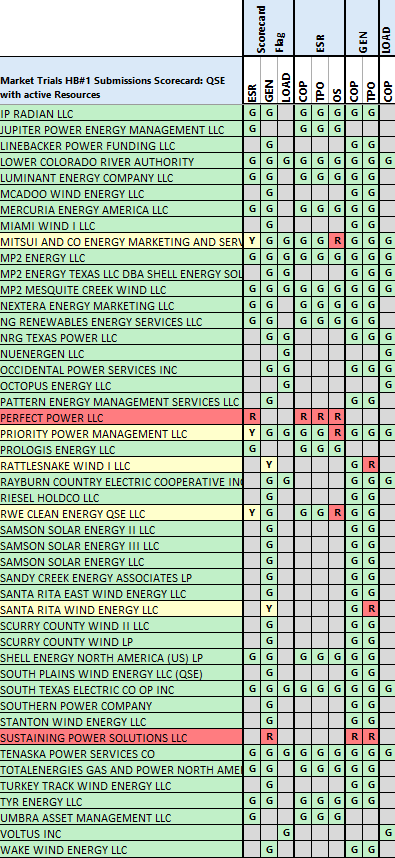 Scorecard Flag ESR GEN LOAD
Market Trials HB#1 Submissions Scorecard: QSE
with active Resources
ESR GEN LOAD COP TPO OS COP TPO COP
IP RADIAN LLC G G G G G G G
JUPITER POWER ENERGY MANAGEMENT LLC G G G G
LINEBACKER POWER FUNDING LLC G G G
LOWER COLORADO RIVER AUTHORITY G G G G G G G G G
LUMINANT ENERGY COMPANY LLC G G G G G G G
MCADOO WIND ENERGY LLC G G G
MERCURIA ENERGY AMERICA LLC G G G G G G G
MIAMI WIND I LLC G G G
MITSUI AND CO ENERGY MARKETING AND SERV Y G G G G R G G G
MP2 ENERGY LLC G G G G G G G G G
MP2 ENERGY TEXAS LLC DBA SHELL ENERGY SOL G G G G G
MP2 MESQUITE CREEK WIND LLC G G G G G G G G G
NEXTERA ENERGY MARKETING LLC G G G G G G G
NG RENEWABLES ENERGY SERVICES LLC G G G G G G G
NRG TEXAS POWER LLC G G G G G
NUENERGEN LLC G G
OCCIDENTAL POWER SERVICES INC G G G G G
OCTOPUS ENERGY LLC G G
PATTERN ENERGY MANAGEMENT SERVICES LLC G G G
PERFECT POWER LLC R R R R
PRIORITY POWER MANAGEMENT LLC Y G G G G R G G G
PROLOGIS ENERGY LLC G G G G
RATTLESNAKE WIND I LLC Y G R
RAYBURN COUNTRY ELECTRIC COOPERATIVE INC G G G G G
RIESEL HOLDCO LLC G G G
RWE CLEAN ENERGY QSE LLC Y G G G R G G
SAMSON SOLAR ENERGY II LLC G G G
SAMSON SOLAR ENERGY III LLC G G G
SAMSON SOLAR ENERGY LLC G G G
SANDY CREEK ENERGY ASSOCIATES LP G G G
SANTA RITA EAST WIND ENERGY LLC G G G
SANTA RITA WIND ENERGY LLC Y G R
SCURRY COUNTY WIND II LLC G G G
SCURRY COUNTY WIND LP G G G
SHELL ENERGY NORTH AMERICA (US) LP G G G G G G G
SOUTH PLAINS WIND ENERGY LLC (QSE) G G G
SOUTH TEXAS ELECTRIC CO OP INC G G G G G G G G G
SOUTHERN POWER COMPANY G G G
STANTON WIND ENERGY LLC G G G
SUSTAINING POWER SOLUTIONS LLC R R R
TENASKA POWER SERVICES CO G G G G G G G G G
TOTALENERGIES GAS AND POWER NORTH AMEI G G G G G G G
TURKEY TRACK WIND ENERGY LLC G G G
TYR ENERGY LLC G G G G G G G
UMBRA ASSET MANAGEMENT LLC G G G G
VOLTUS INC G G
WAKE WIND ENERGY LLC G G G